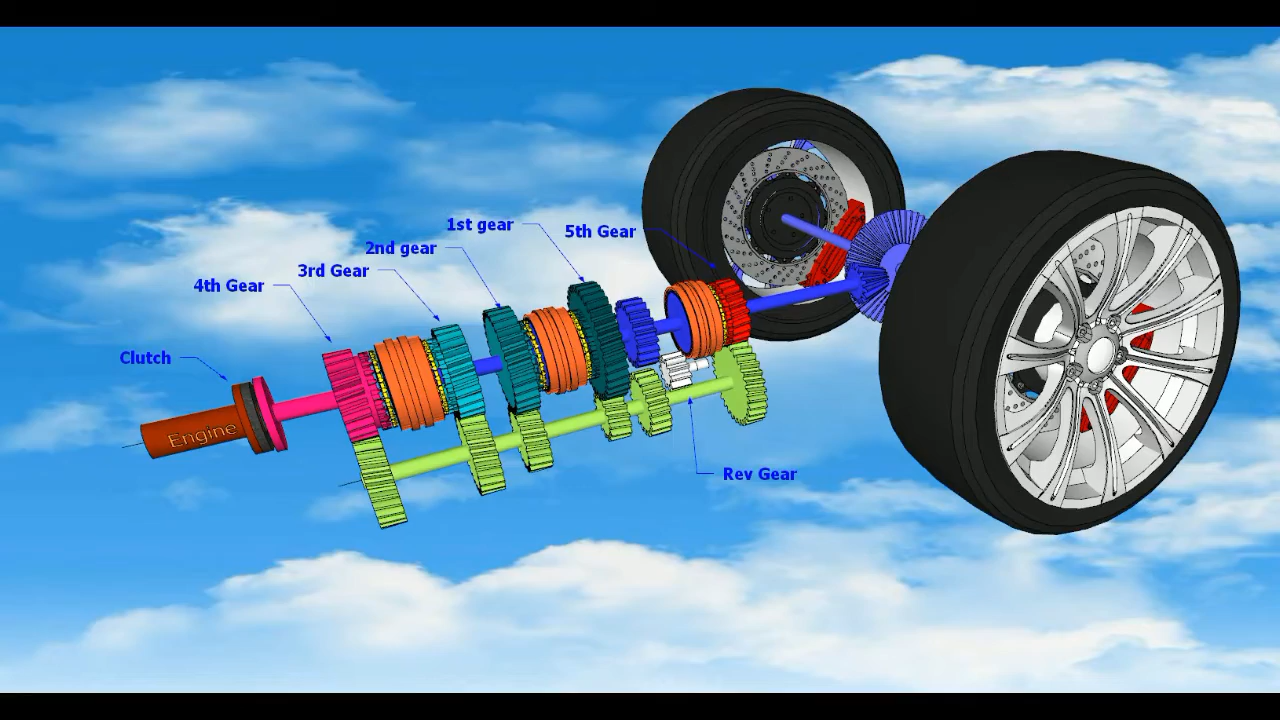 1st gear
5th Gear
2nd gear
3rd Gear
4th Gear
Clutch
Engine
Rev Gear